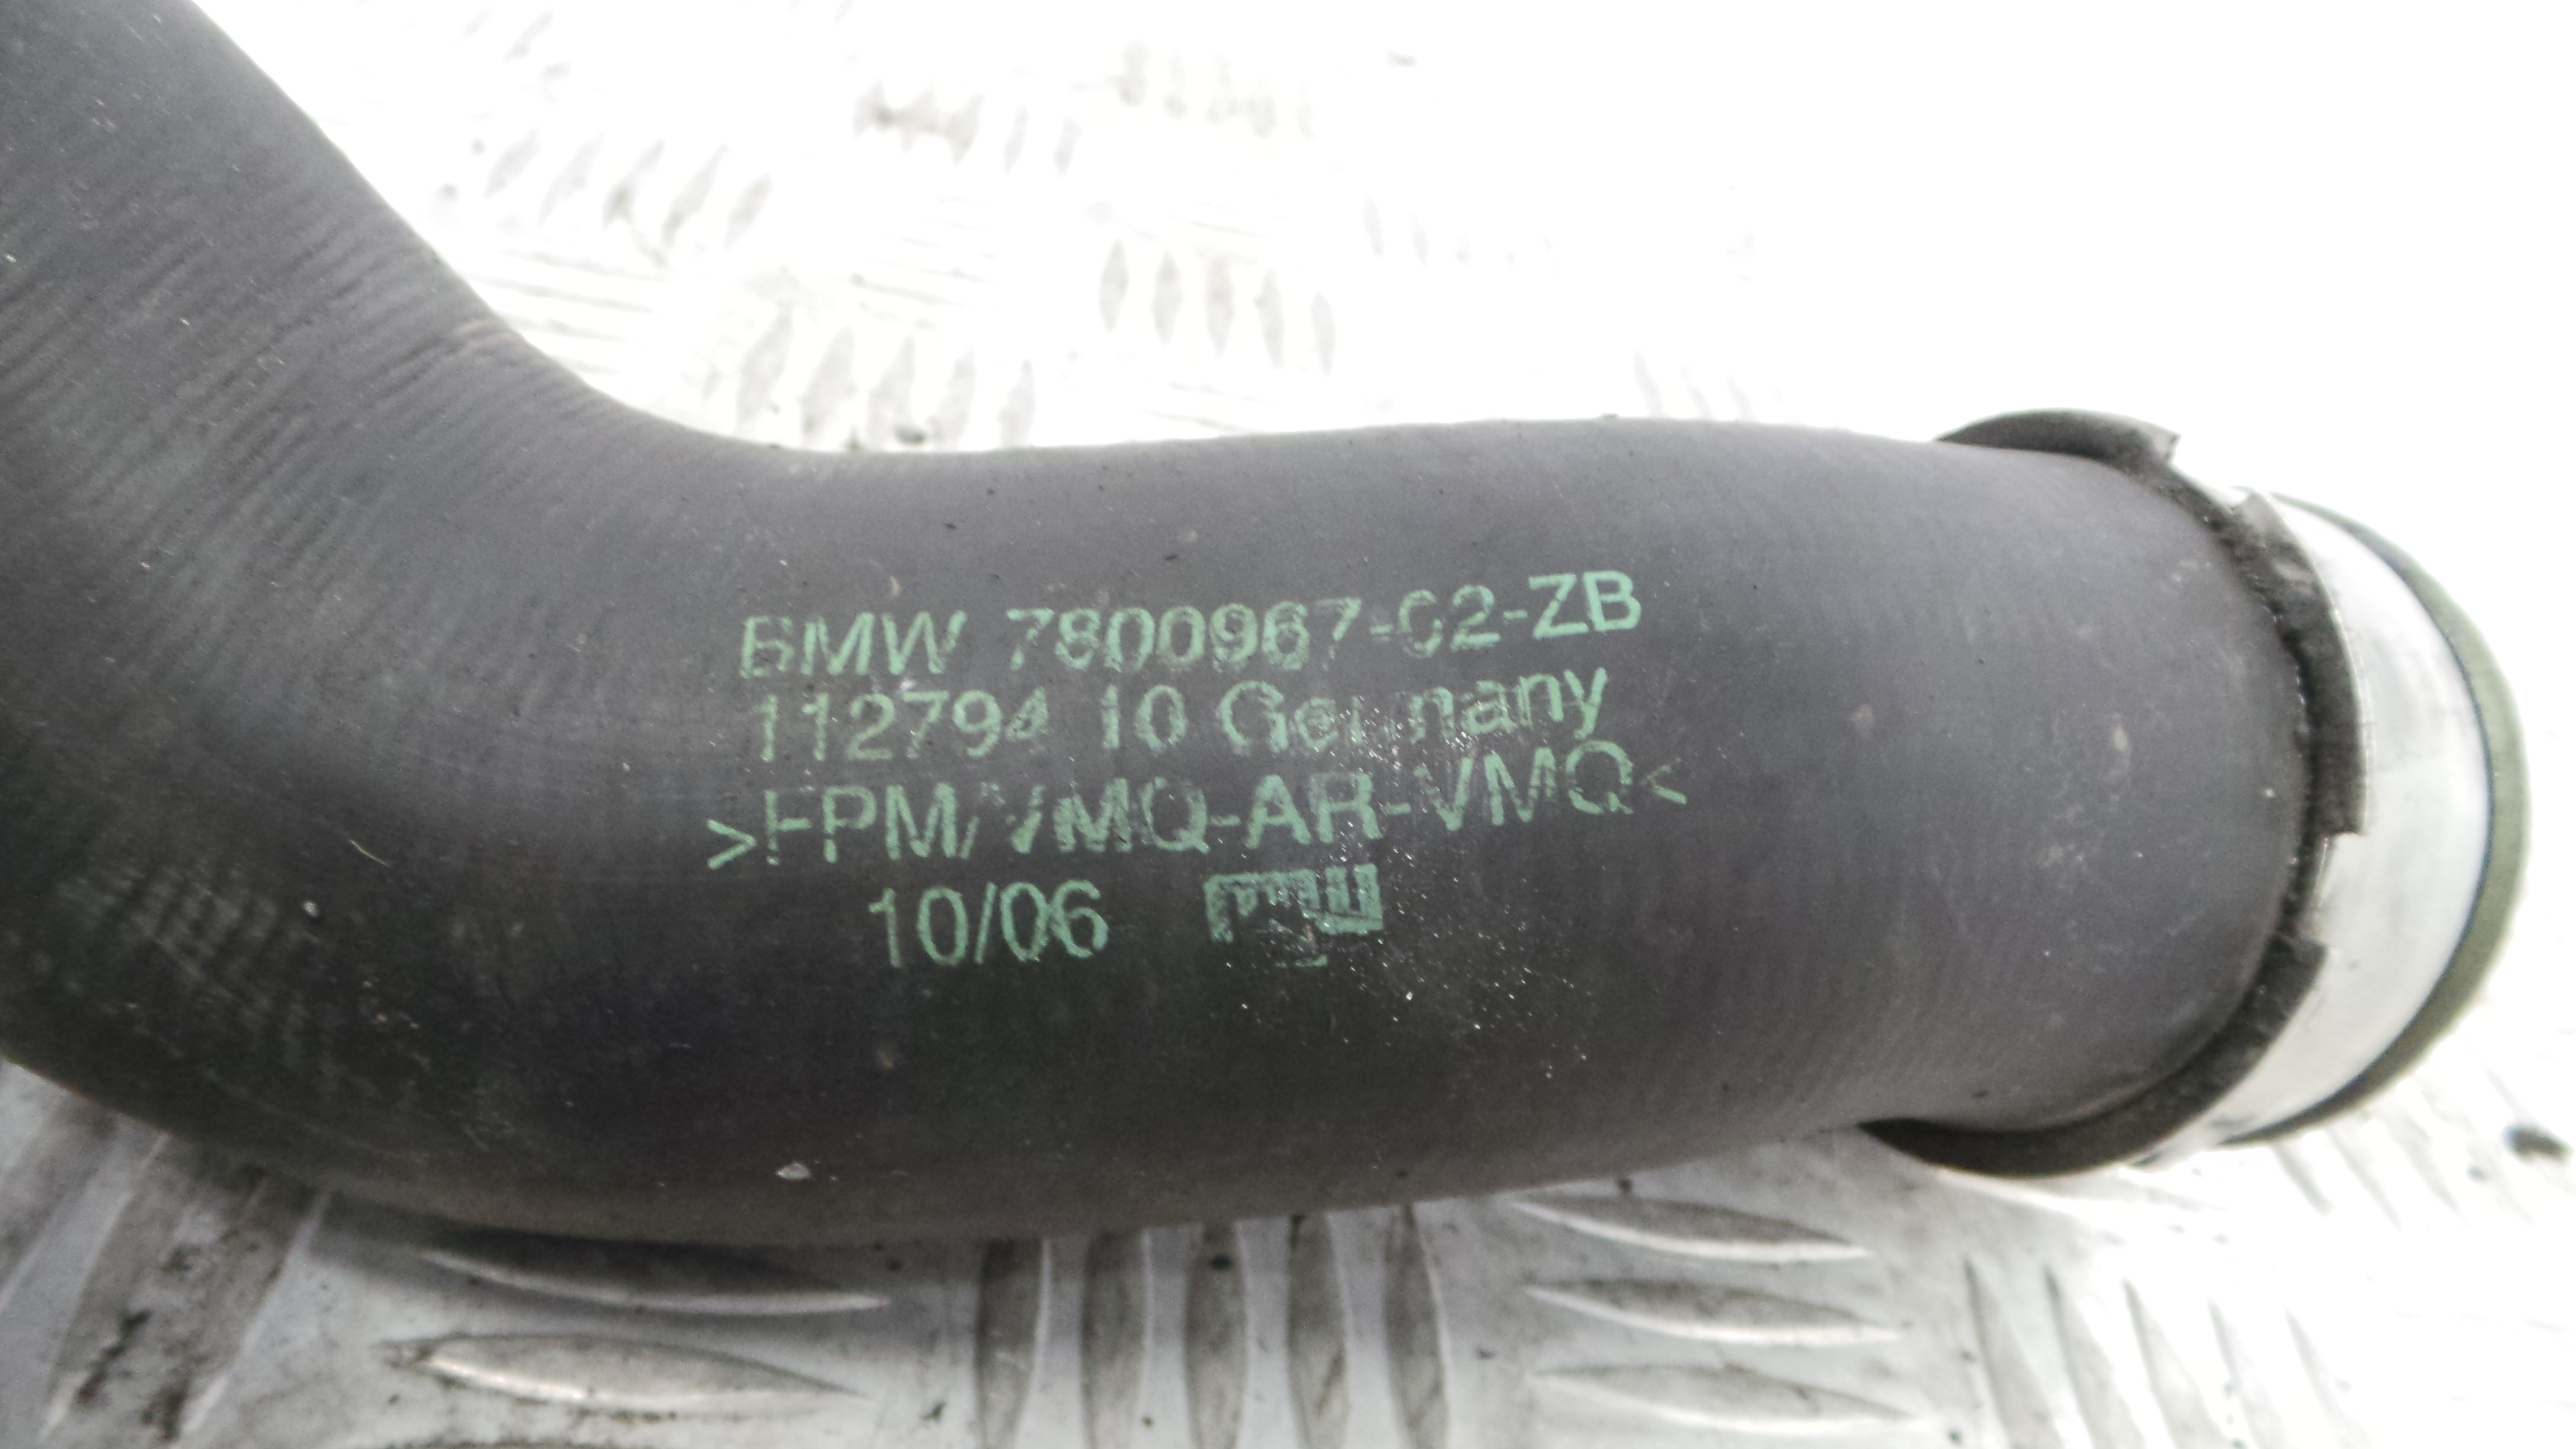 BMW 7800967-02-ZB
112794 10 Germany
>FPM/VMQ-AR-VMQ<
10/06